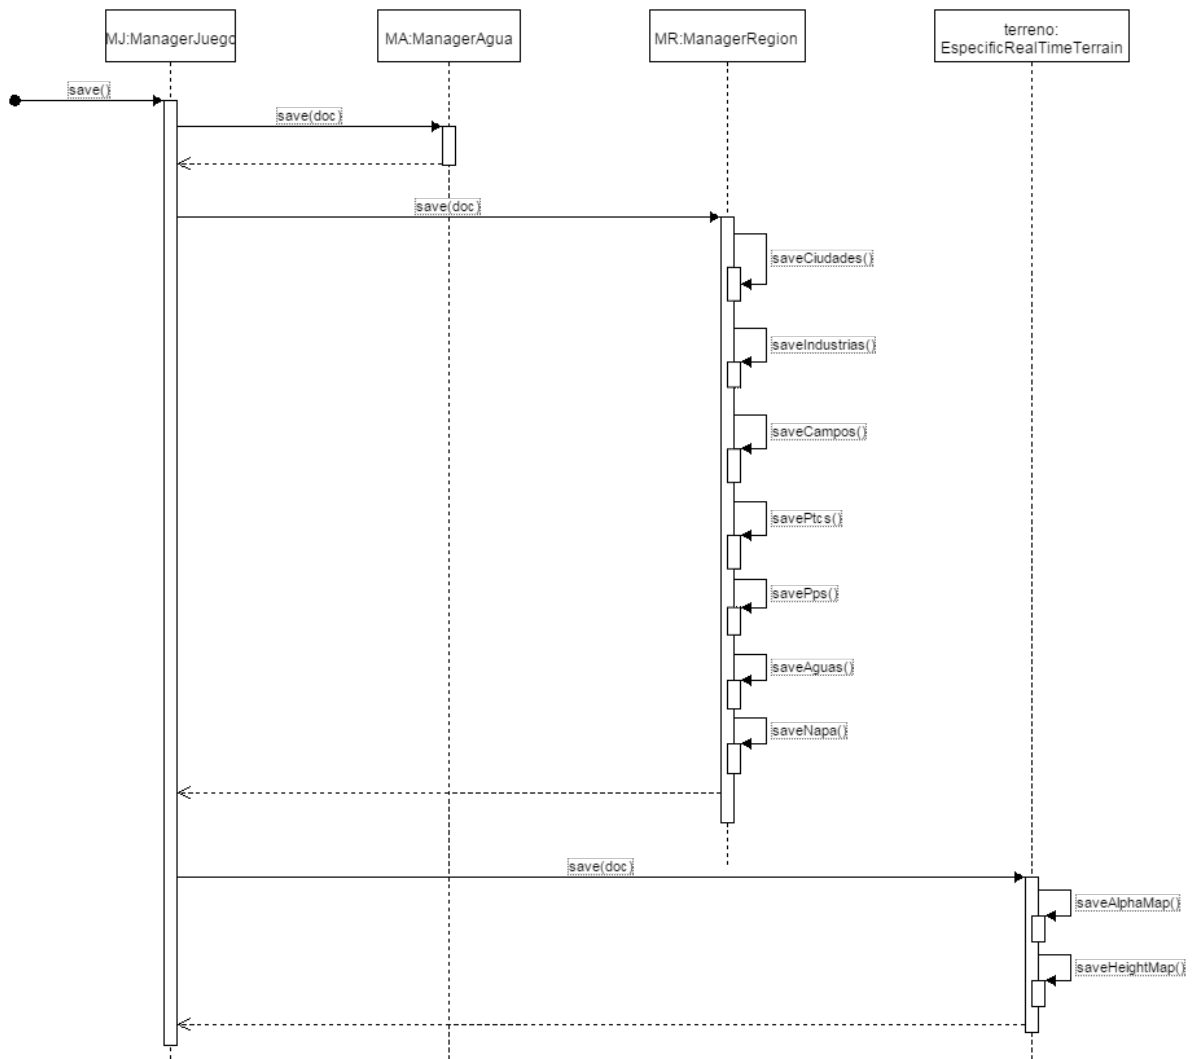 MJ:ManagerJuego
MA:ManagerAgua
MR:ManagerRegion
terreno:
EspecificRealTimeTerrain
save()
save(doc)
save(doc)
saveCiudades()
saveIndustrias()
saveCampos()
savePtcs()
savePps()
saveAguas()
saveNapa()
save(doc)
saveAlphaMap()
saveHeightMap()